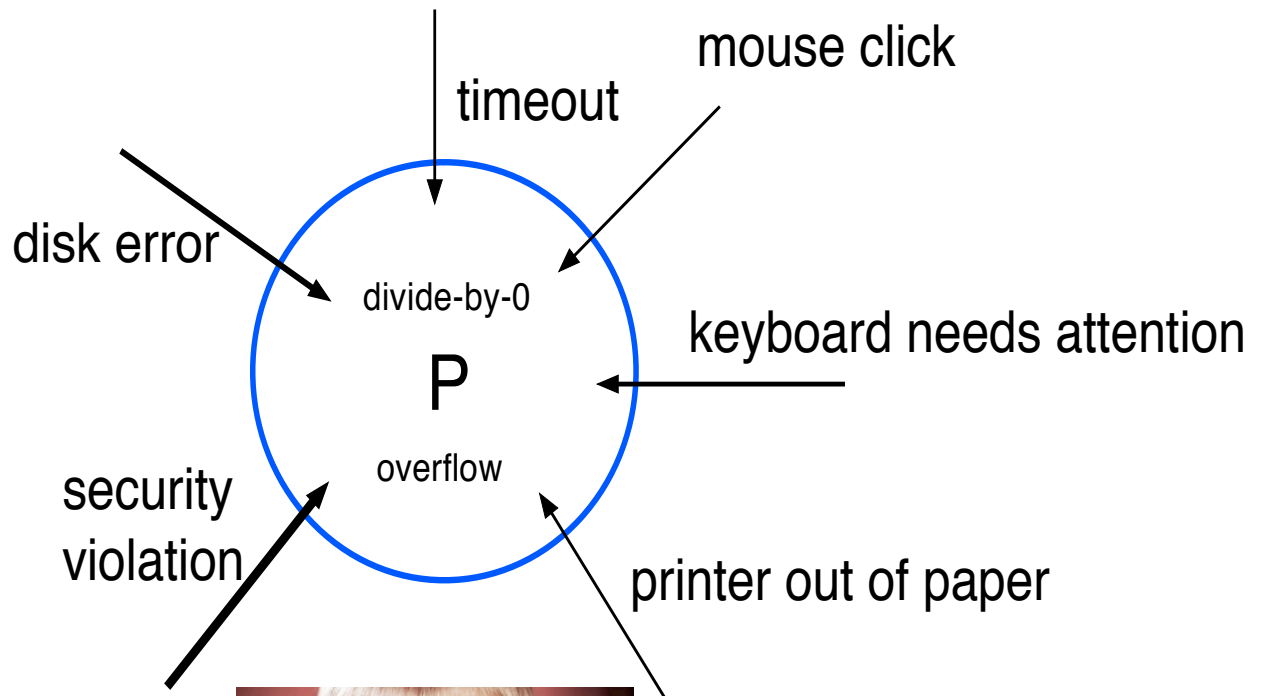 mouse click
timeout
disk error
divide-by-0
keyboard needs attention
P
overflow
security
violation
printer out of paper